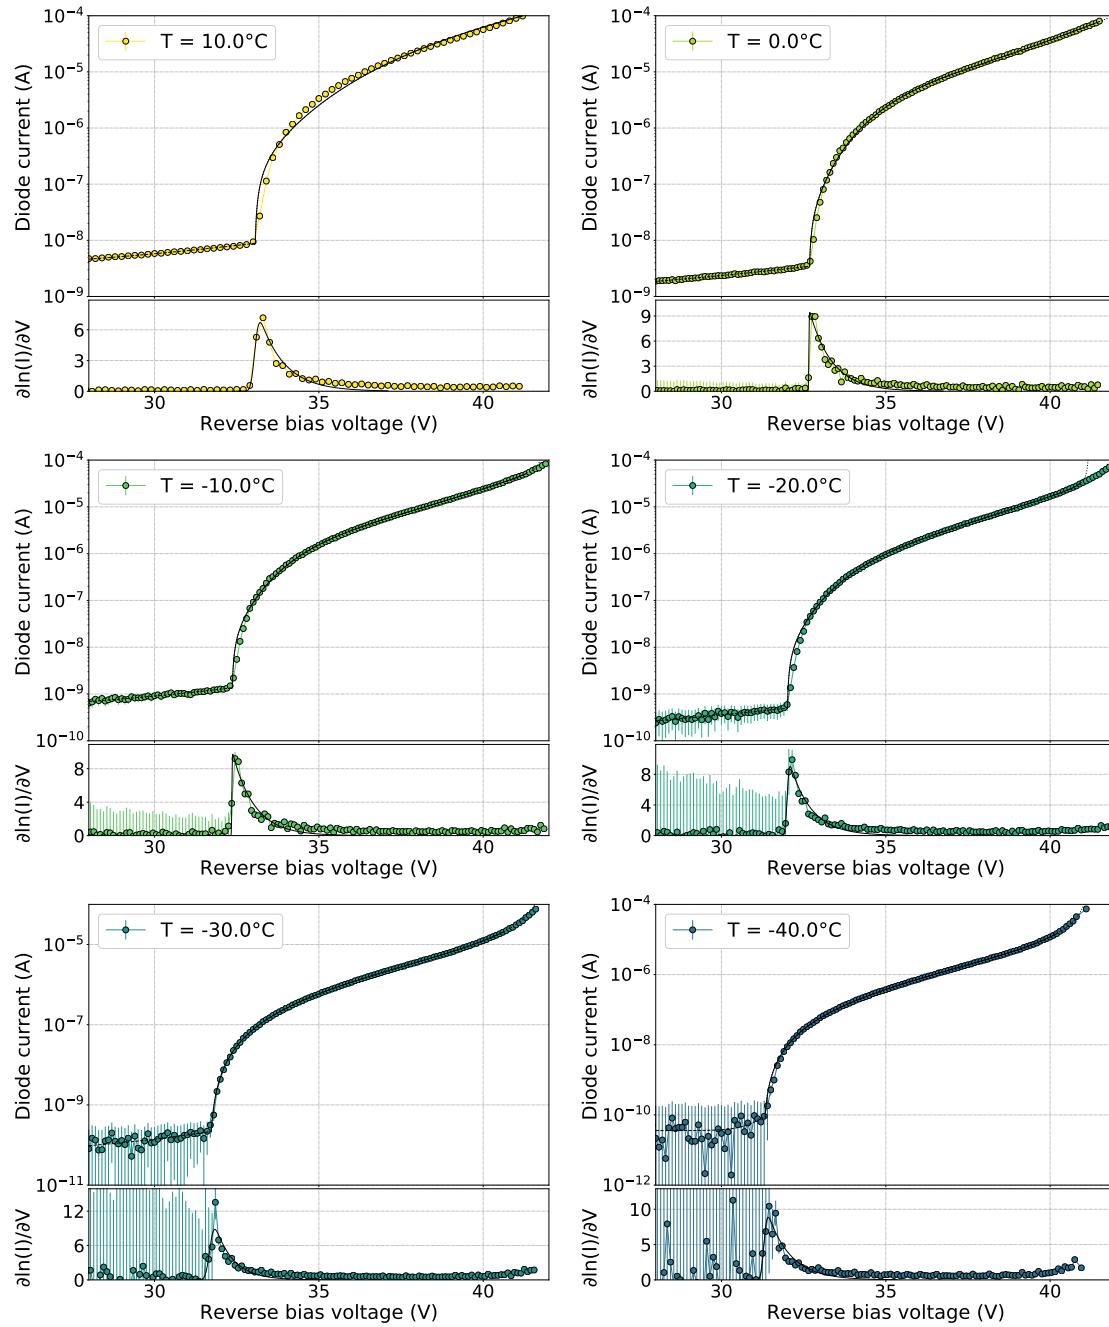 10⁻⁴
10⁻⁵
10⁻⁶
10⁻⁷
10⁻⁸
10⁻⁹
Diode current (A)
T = 10.0°C
6
3
0
∂ln(I)/∂V
30 35 40
Reverse bias voltage (V)
10⁻⁴
10⁻⁵
10⁻⁶
10⁻⁷
10⁻⁸
10⁻⁹
Diode current (A)
T = 0.0°C
9
6
3
0
∂ln(I)/∂V
30 35 40
Reverse bias voltage (V)
10⁻⁴
10⁻⁵
10⁻⁶
10⁻⁷
10⁻⁸
10⁻⁹
10⁻¹⁰
Diode current (A)
T = -10.0°C
8
4
0
∂ln(I)/∂V
30 35 40
Reverse bias voltage (V)
10⁻⁴
10⁻⁵
10⁻⁶
10⁻⁷
10⁻⁸
10⁻⁹
10⁻¹⁰
Diode current (A)
T = -20.0°C
8
4
0
∂ln(I)/∂V
30 35 40
Reverse bias voltage (V)
10⁻⁵
10⁻⁷
10⁻⁹
10⁻¹¹
Diode current (A)
T = -30.0°C
12
6
0
∂ln(I)/∂V
30 35 40
Reverse bias voltage (V)
10⁻⁴
10⁻⁶
10⁻⁸
10⁻¹⁰
10⁻¹²
Diode current (A)
T = -40.0°C
10
5
0
∂ln(I)/∂V
30 35 40
Reverse bias voltage (V)